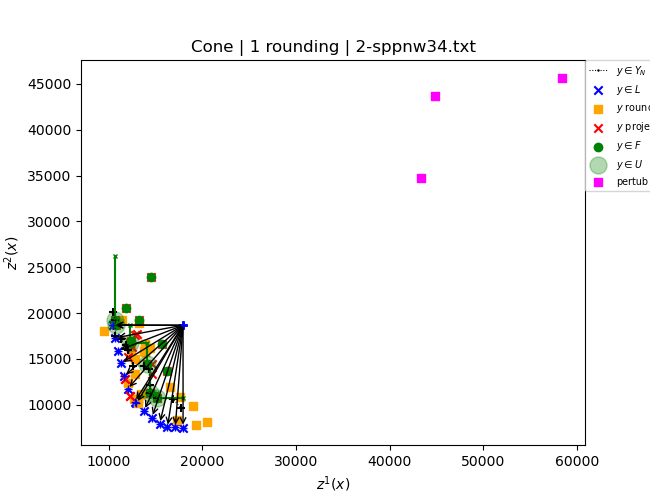 Cone | 1 rounding | 2-sppnw34.txt
z²(x)
45000
40000
35000
30000
25000
20000
15000
10000
10000 20000 30000 40000 50000 60000
z¹(x)
y ∈ Y_N
y ∈ L
y roun
y proje
y ∈ F
y ∈ U
pertub